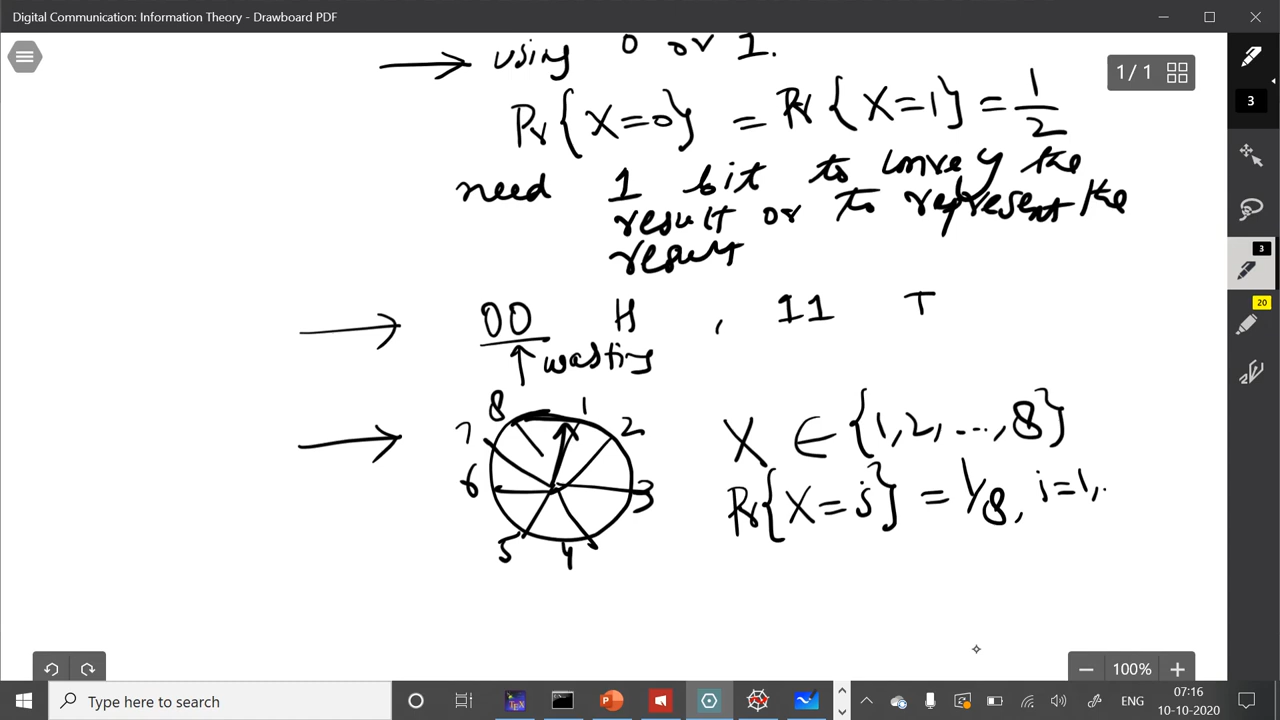 Digital Communication: Information Theory - Drawboard PDF
using 0 or 1.
1 / 1
Pr{X=0} = Pr{X=1} = 1/2
3
need 1 bit to convey the
result or to represent the
result
3
00 H , 11 T
20
wasting
8 1 2 3 4 5 6 7
X ∈ {1,2,...,8}
Pr{X=i} = 1/8, i=1,.
100%
Type here to search
ENG
07:16
10-10-2020